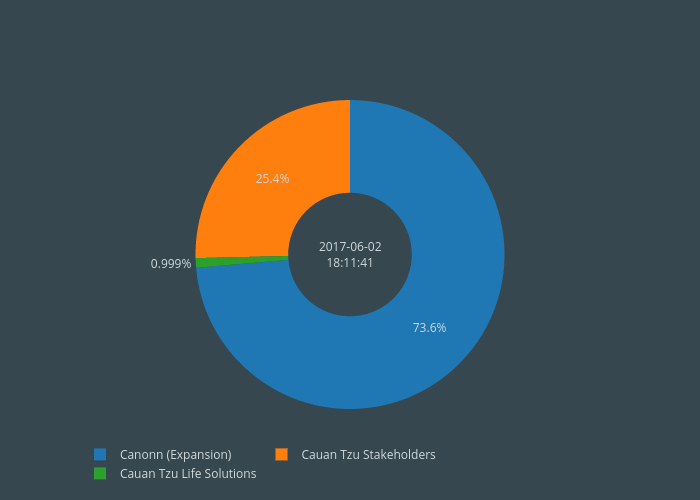 25.4%
2017-06-02
18:11:41
0.999%
73.6%
Canonn (Expansion)
Cauan Tzu Stakeholders
Cauan Tzu Life Solutions